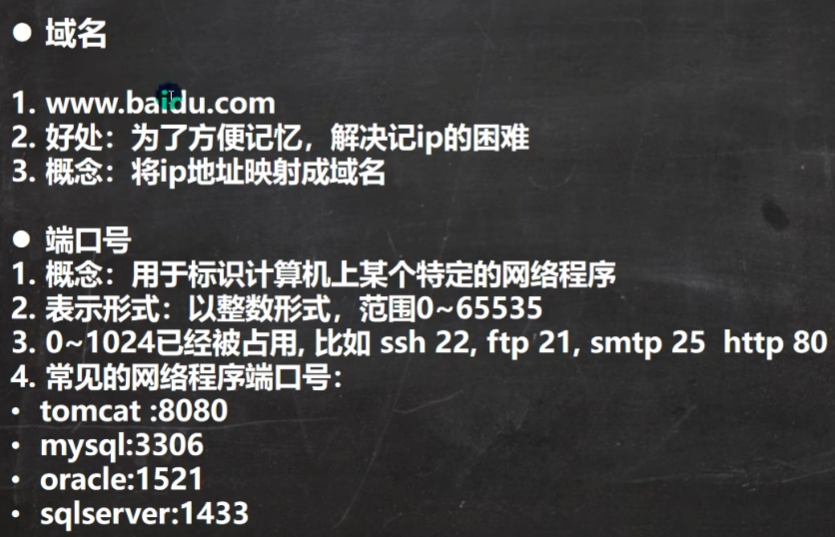 ● 域名
1. www.baidu.com
2. 好处：为了方便记忆，解决记ip的困难
3. 概念：将ip地址映射成域名
● 端口号
1. 概念：用于标识计算机上某个特定的网络程序
2. 表示形式：以整数形式，范围0~65535
3. 0~1024已经被占用, 比如 ssh 22, ftp 21, smtp 25  http 80
4. 常见的网络程序端口号：
• tomcat :8080
• mysql:3306
• oracle:1521
• sqlserver:1433